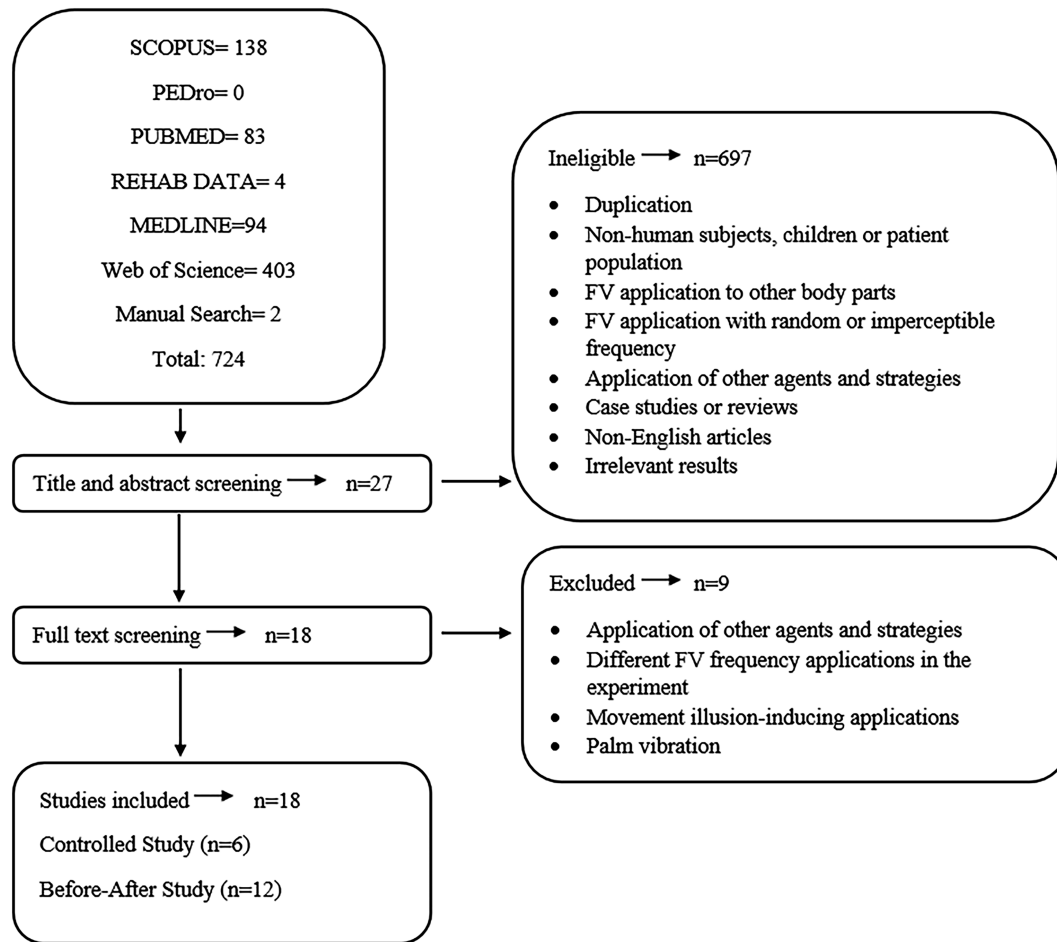 SCOPUS= 138
PEDro= 0
PUBMED= 83
REHAB DATA= 4
MEDLINE=94
Web of Science= 403
Manual Search= 2
Total: 724
Ineligible → n=697
• Duplication
• Non-human subjects, children or patient
population
• FV application to other body parts
• FV application with random or imperceptible
frequency
• Application of other agents and strategies
• Case studies or reviews
• Non-English articles
• Irrelevant results
Title and abstract screening → n=27
Excluded → n=9
• Application of other agents and strategies
• Different FV frequency applications in the
experiment
• Movement illusion-inducing applications
• Palm vibration
Full text screening → n=18
Studies included → n=18
Controlled Study (n=6)
Before-After Study (n=12)